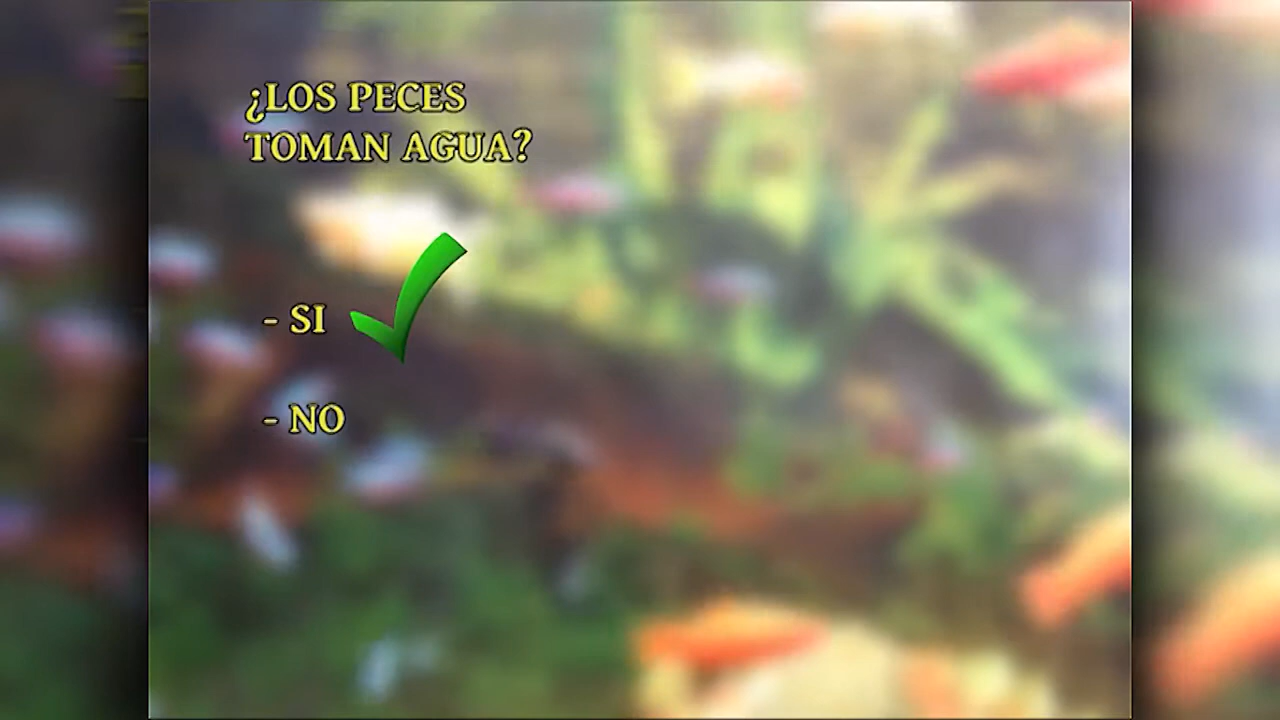 ¿LOS PECES
TOMAN AGUA?
- SI
- NO